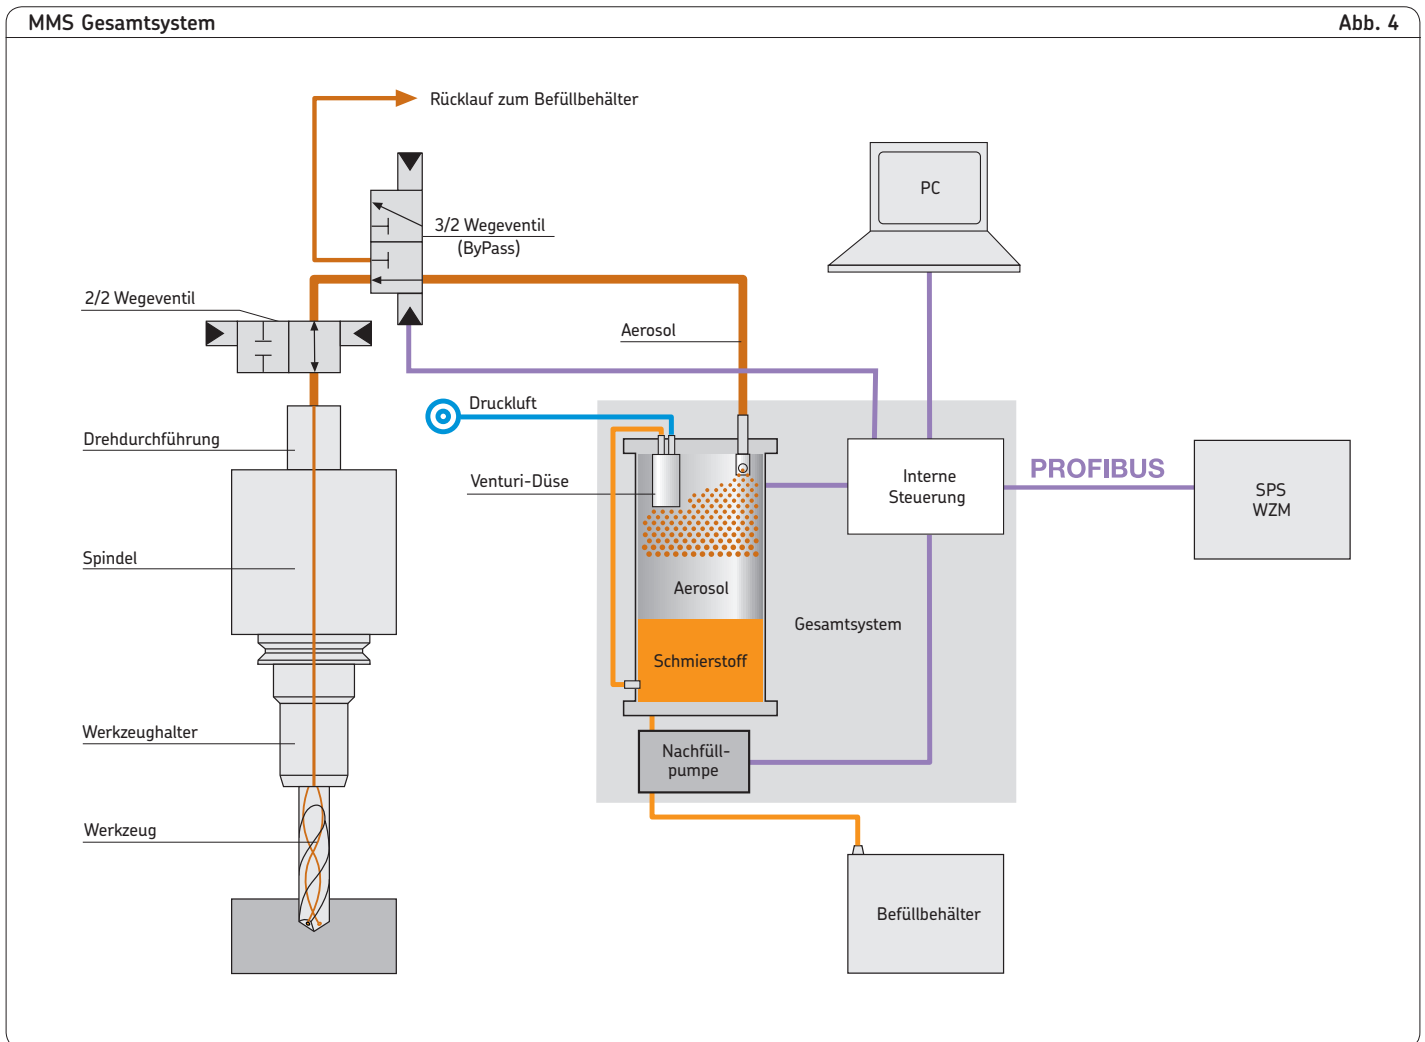 MMS Gesamtsystem
Abb. 4
Rücklauf zum Befüllbehälter
PC
3/2 Wegeventil
(ByPass)
2/2 Wegeventil
Aerosol
Druckluft
Drehdurchführung
Venturi-Düse
Interne
Steuerung
PROFIBUS
SPS
WZM
Spindel
Aerosol
Gesamtsystem
Schmierstoff
Werkzeughalter
Nachfüll-
pumpe
Werkzeug
Befüllbehälter